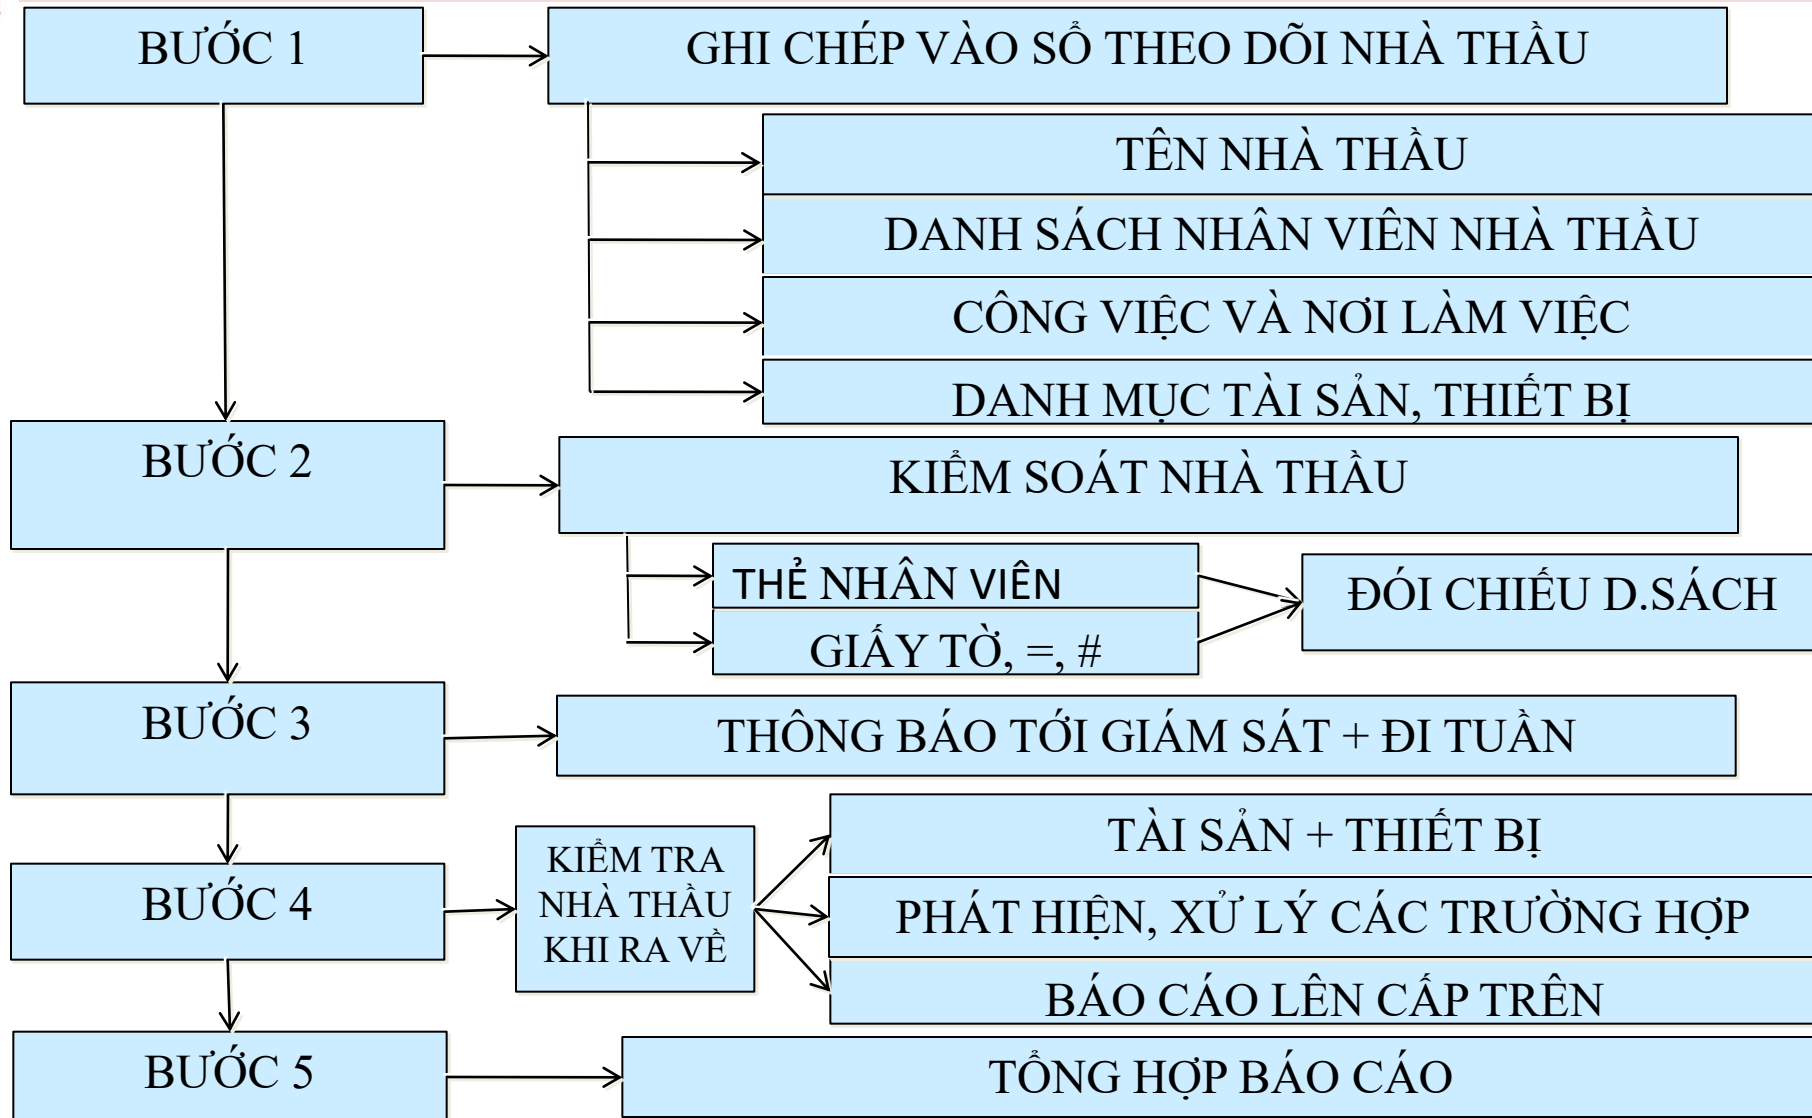 BƯỚC 1
GHI CHÉP VÀO SỔ THEO DÕI NHÀ THẦU
TÊN NHÀ THẦU
DANH SÁCH NHÂN VIÊN NHÀ THẦU
CÔNG VIỆC VÀ NƠI LÀM VIỆC
DANH MỤC TÀI SẢN, THIẾT BỊ
BƯỚC 2
KIỂM SOÁT NHÀ THẦU
THẺ NHÂN VIÊN
GIẤY TỜ, =, #
ĐÓI CHIẾU D.SÁCH
BƯỚC 3
THÔNG BÁO TỚI GIÁM SÁT + ĐI TUẦN
BƯỚC 4
KIỂM TRA
NHÀ THẦU
KHI RA VỀ
TÀI SẢN + THIẾT BỊ
PHÁT HIỆN, XỬ LÝ CÁC TRƯỜNG HỢP
BÁO CÁO LÊN CẤP TRÊN
BƯỚC 5
TỔNG HỢP BÁO CÁO